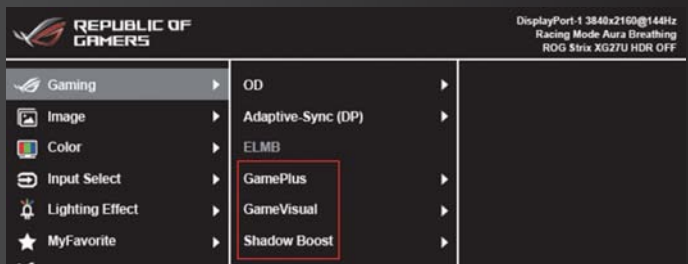 REPUBLIC OF
GAMERS
DisplayPort-1 3840x2160@144Hz
Racing Mode Aura Breathing
ROG Strix XG27U HDR OFF
Gaming
Image
Color
Input Select
Lighting Effect
MyFavorite
OD
Adaptive-Sync (DP)
ELMB
GamePlus
GameVisual
Shadow Boost